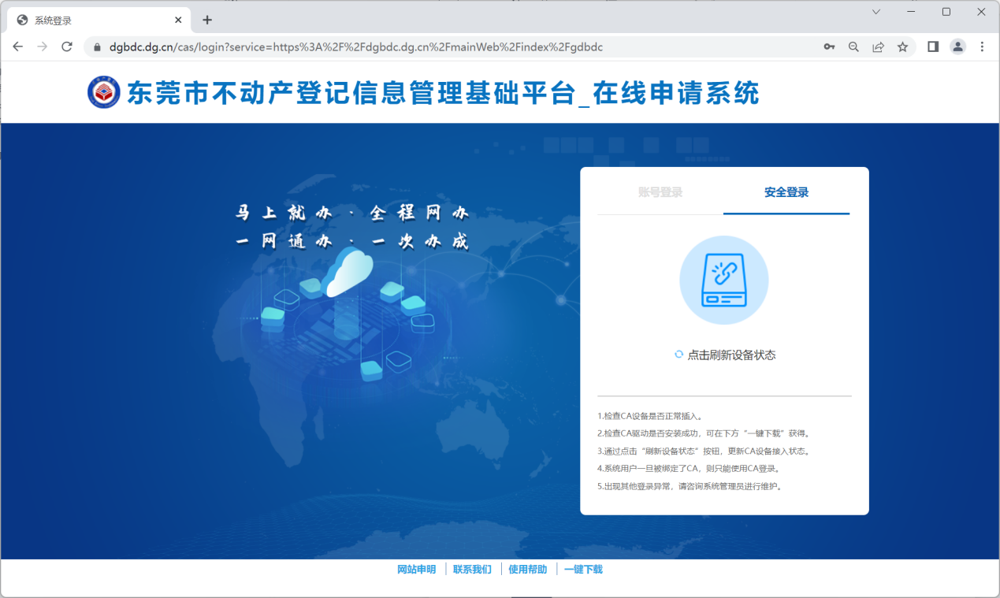 系统登录
dgbdc.dg.cn/cas/login?service=https%3A%2F%2Fdgbdc.dg.cn%2FmainWeb%2Findex%2Fgdbdc
东莞市不动产登记信息管理基础平台_在线申请系统
账号登录 安全登录
马上就办·全程网办
一网通办·一次办成
点击刷新设备状态
1.检查CA设备是否正常插入。
2.检查CA驱动是否安装成功，可在下方“一键下载”获得。
3.通过点击“刷新设备状态”按钮，更新CA设备接入状态。
4.系统用户一旦被绑定了CA，则只能使用CA登录。
5.出现其他登录异常，请咨询系统管理员进行维护。
网站申明 联系我们 使用帮助 一键下载